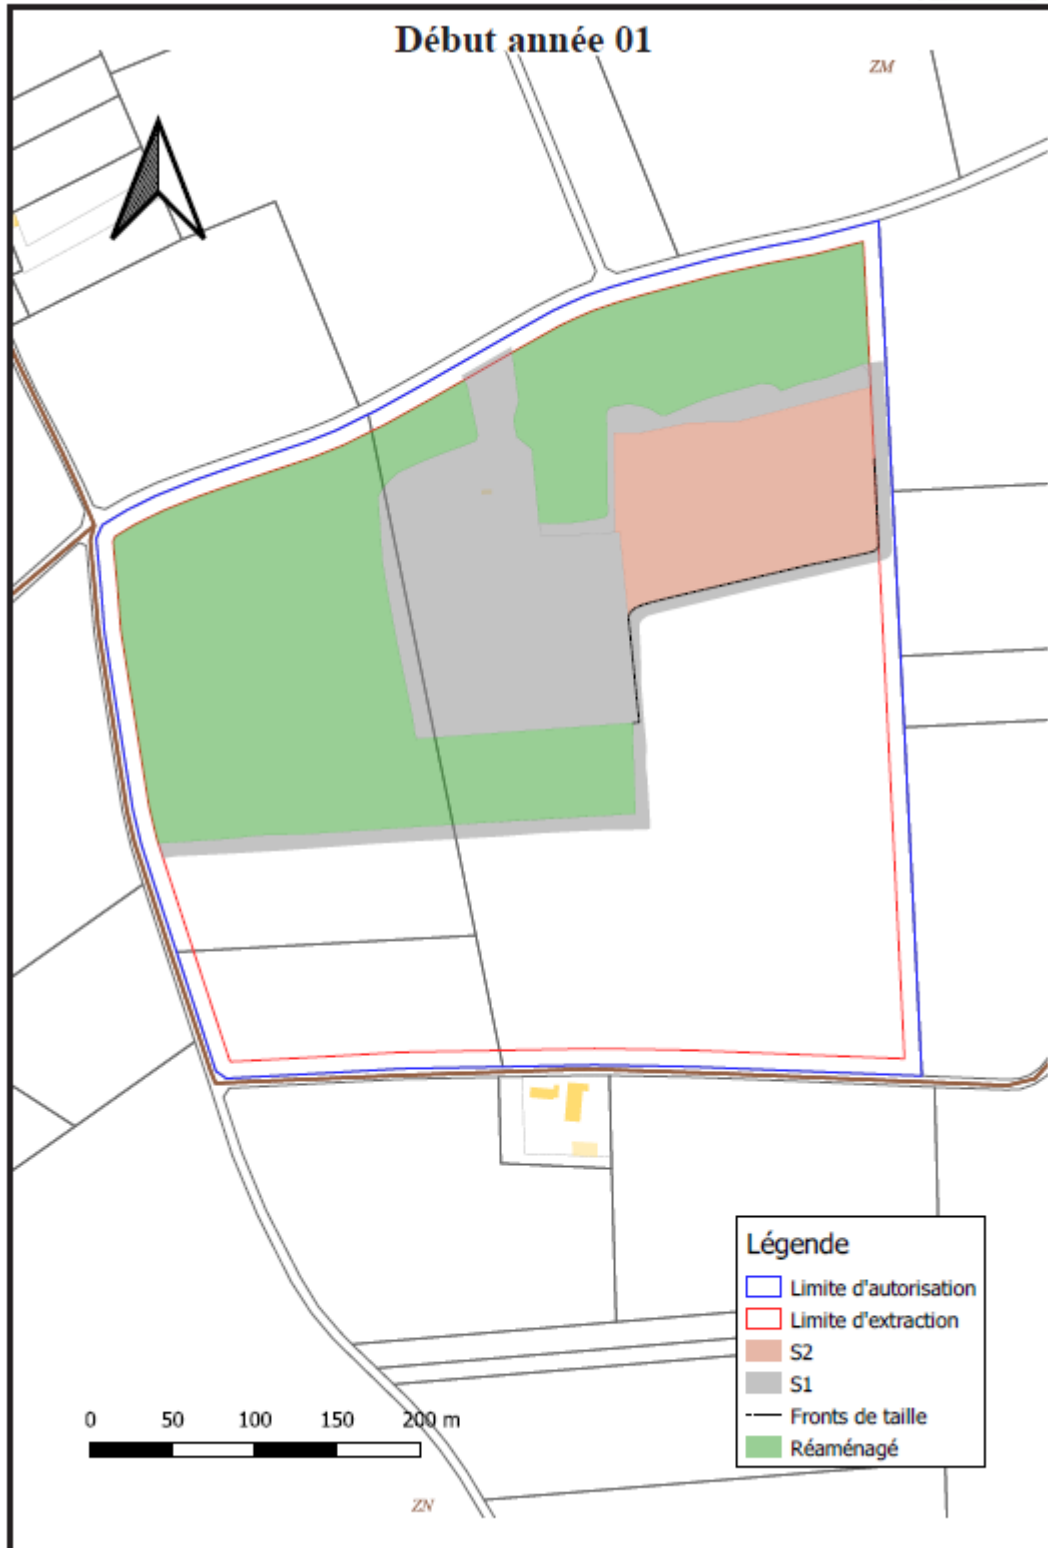 Début année 01
ZM
Légende
Limite d'autorisation
Limite d'extraction
S2
S1
Fronts de taille
Réaménagé
0 50 100 150 200 m
ZN